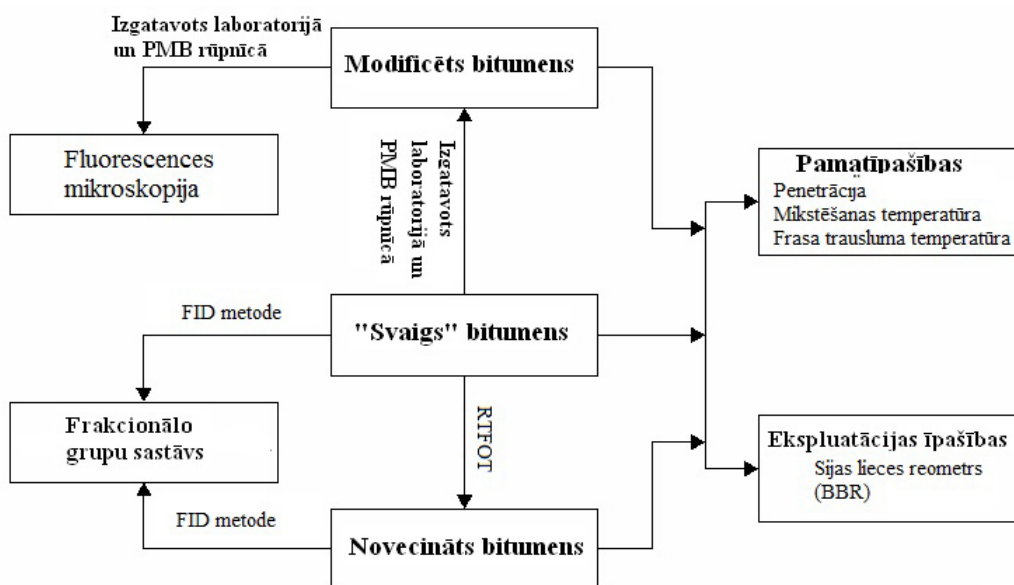 Izgatavots laboratorijā
un PMB rūpnīcā
Modificēts bitumens
Fluorescences
mikroskopija
Izgatavots
laboratorijā un
PMB rūpnīcā
Pamatīpašības
Penetrācija
Mikstēšanas temperatūra
Frasa trausluma temperatūra
FID metode
"Svaigs" bitumens
Frakcionālo
grupu sastāvs
RTFOT
Ekspluatācijas īpašības
Sijas lieces reometrs
(BBR)
FID metode
Novecināts bitumens